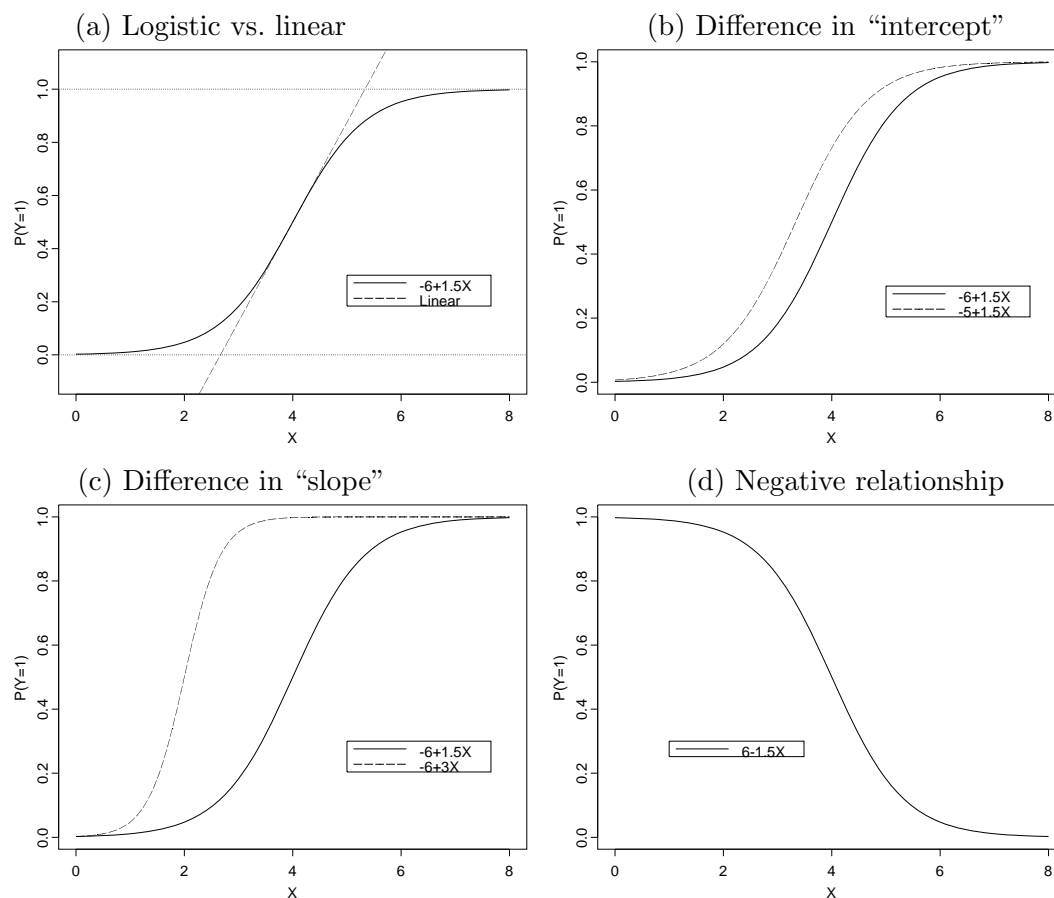 (a) Logistic vs. linear
P(Y=1)
1.0
0.8
0.6
0.4
0.2
0.0
-6+1.5X
Linear
0 2 4 6 8
X
(b) Difference in “intercept”
P(Y=1)
1.0
0.8
0.6
0.4
0.2
0.0
-6+1.5X
-5+1.5X
0 2 4 6 8
X
(c) Difference in “slope”
P(Y=1)
1.0
0.8
0.6
0.4
0.2
0.0
-6+1.5X
-6+3X
0 2 4 6 8
X
(d) Negative relationship
P(Y=1)
1.0
0.8
0.6
0.4
0.2
0.0
6-1.5X
0 2 4 6 8
X